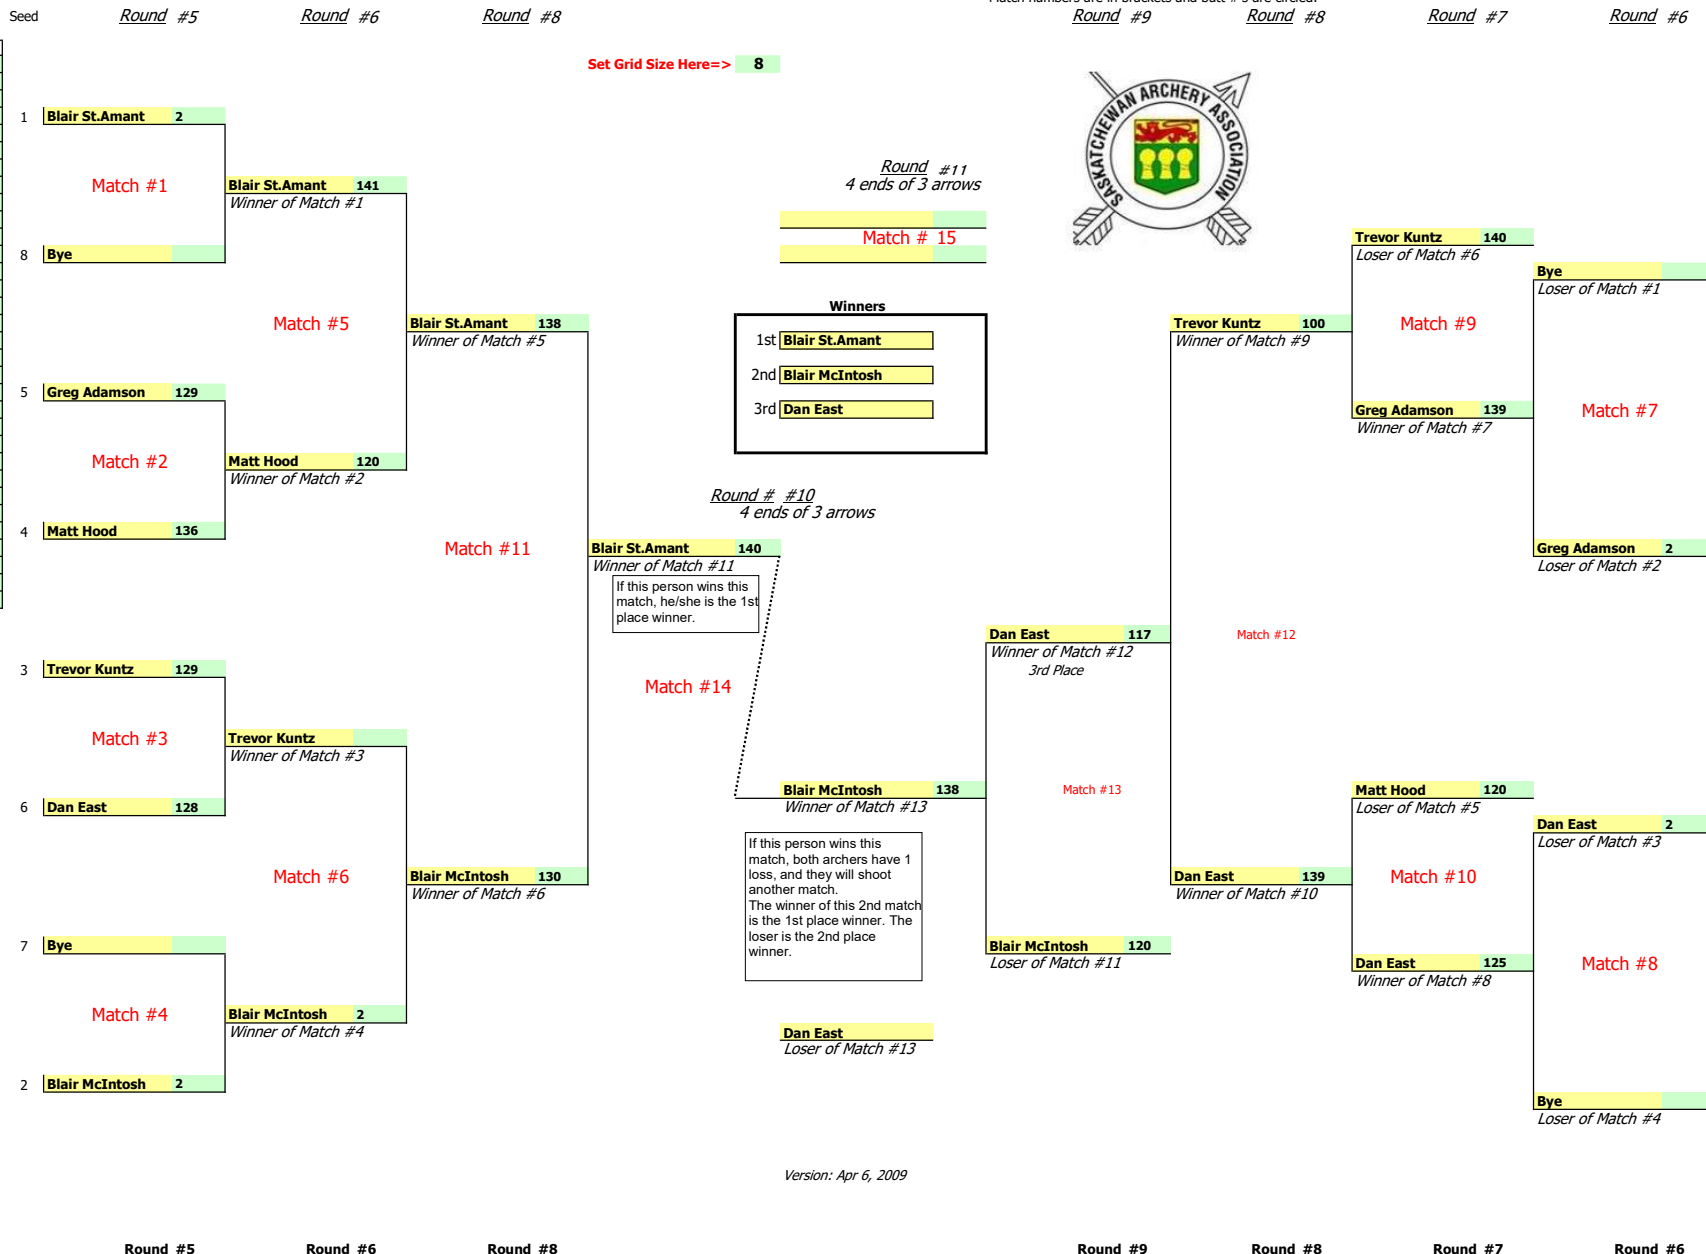 Match numbers are in brackets and butt #'s are circled.
Seed Round #5 Round #6 Round #8 Round #9 Round #8 Round #7 Round #6
Set Grid Size Here=> 8
SASKATCHEWAN ARCHERY ASSOCIATION
1 Blair St.Amant 2
Match #1
Blair St.Amant 141
Winner of Match #1
8 Bye
Match #5
Blair St.Amant 138
Winner of Match #5
5 Greg Adamson 129
Match #2
Matt Hood 120
Winner of Match #2
4 Matt Hood 136
Match #11
Blair St.Amant 140
Winner of Match #11
If this person wins this
match, he/she is the 1st
place winner.
3 Trevor Kuntz 129
Match #3
Trevor Kuntz
Winner of Match #3
6 Dan East 128
Match #6
Blair McIntosh 130
Winner of Match #6
7 Bye
Match #4
Blair McIntosh 2
Winner of Match #4
2 Blair McIntosh 2
Round #11
4 ends of 3 arrows
Match # 15
Winners
1st Blair St.Amant
2nd Blair McIntosh
3rd Dan East
Round # #10
4 ends of 3 arrows
Match #14
Blair McIntosh 138
Winner of Match #13
If this person wins this
match, both archers have 1
loss, and they will shoot
another match.
The winner of this 2nd match
is the 1st place winner. The
loser is the 2nd place
winner.
Dan East
Loser of Match #13
Dan East 117
Winner of Match #12
3rd Place
Match #13
Blair McIntosh 120
Loser of Match #11
Trevor Kuntz 100
Winner of Match #9
Match #12
Dan East 139
Winner of Match #10
Trevor Kuntz 140
Loser of Match #6
Match #9
Greg Adamson 139
Winner of Match #7
Matt Hood 120
Loser of Match #5
Match #10
Dan East 125
Winner of Match #8
Bye
Loser of Match #1
Match #7
Greg Adamson 2
Loser of Match #2
Dan East 2
Loser of Match #3
Match #8
Bye
Loser of Match #4
Version: Apr 6, 2009
Round #5 Round #6 Round #8 Round #9 Round #8 Round #7 Round #6